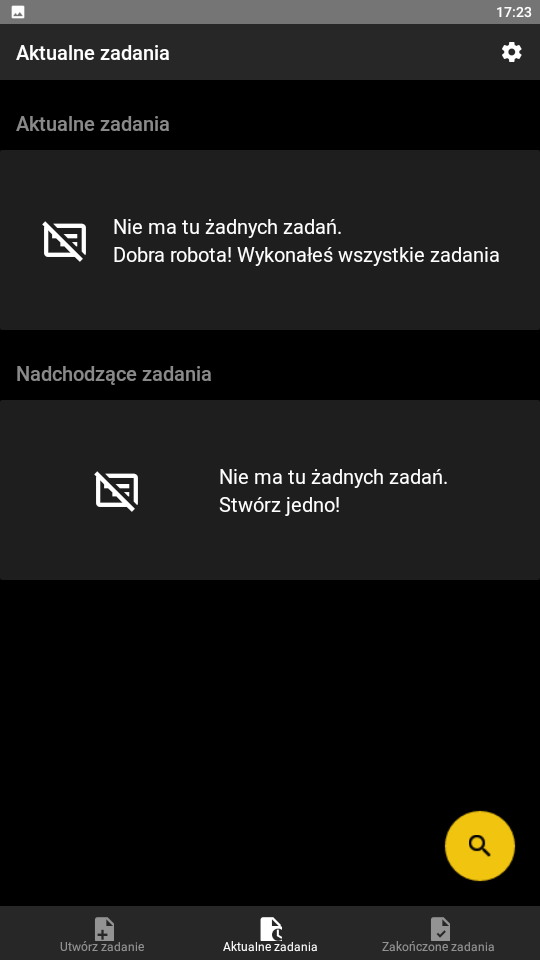 17:23
Aktualne zadania
Aktualne zadania
Nie ma tu żadnych zadań.
Dobra robota! Wykonałeś wszystkie zadania
Nadchodzące zadania
Nie ma tu żadnych zadań.
Stwórz jedno!
Utwórz zadanie
Aktualne zadania
Zakończone zadania